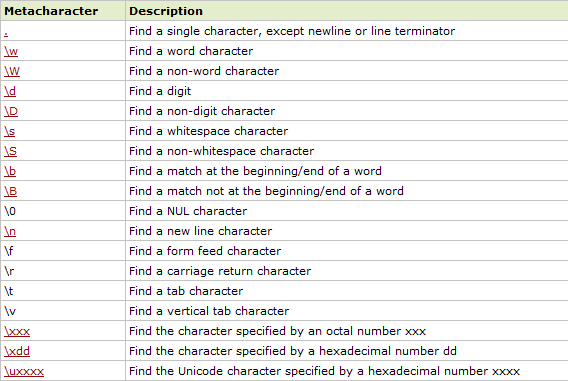 Metacharacter Description
. Find a single character, except newline or line terminator
\w Find a word character
\W Find a non-word character
\d Find a digit
\D Find a non-digit character
\s Find a whitespace character
\S Find a non-whitespace character
\b Find a match at the beginning/end of a word
\B Find a match not at the beginning/end of a word
\0 Find a NUL character
\n Find a new line character
\f Find a form feed character
\r Find a carriage return character
\t Find a tab character
\v Find a vertical tab character
\xxx Find the character specified by an octal number xxx
\xdd Find the character specified by a hexadecimal number dd
\uxxxx Find the Unicode character specified by a hexadecimal number xxxx